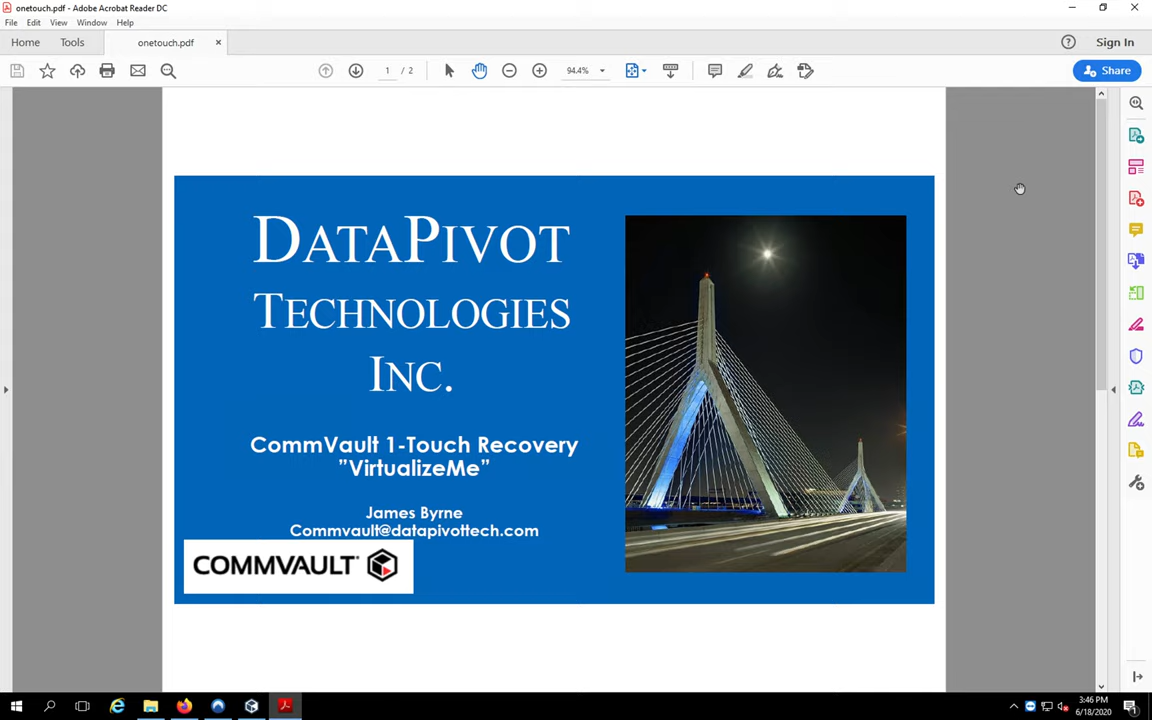 onetouch.pdf - Adobe Acrobat Reader DC
File Edit View Window Help
Home Tools onetouch.pdf ×
Sign In
1 / 2
94.4%
Share
DATAPIVOT
TECHNOLOGIES
INC.
CommVault 1-Touch Recovery
”VirtualizeMe”
James Byrne
Commvault@datapivottech.com
COMMVAULT
3:46 PM
6/18/2020